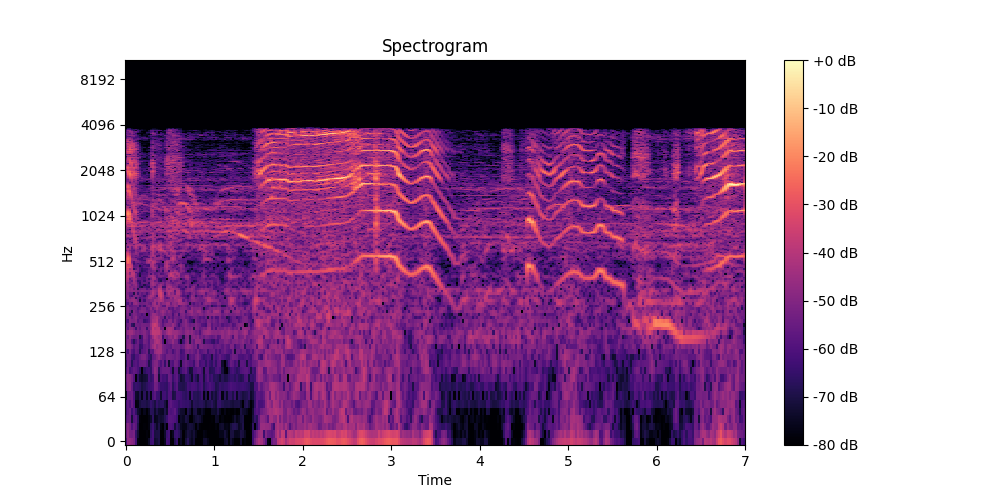 Spectrogram
8192
4096
2048
1024
512
256
128
64
0
Hz
0 1 2 3 4 5 6 7
Time
+0 dB
-10 dB
-20 dB
-30 dB
-40 dB
-50 dB
-60 dB
-70 dB
-80 dB